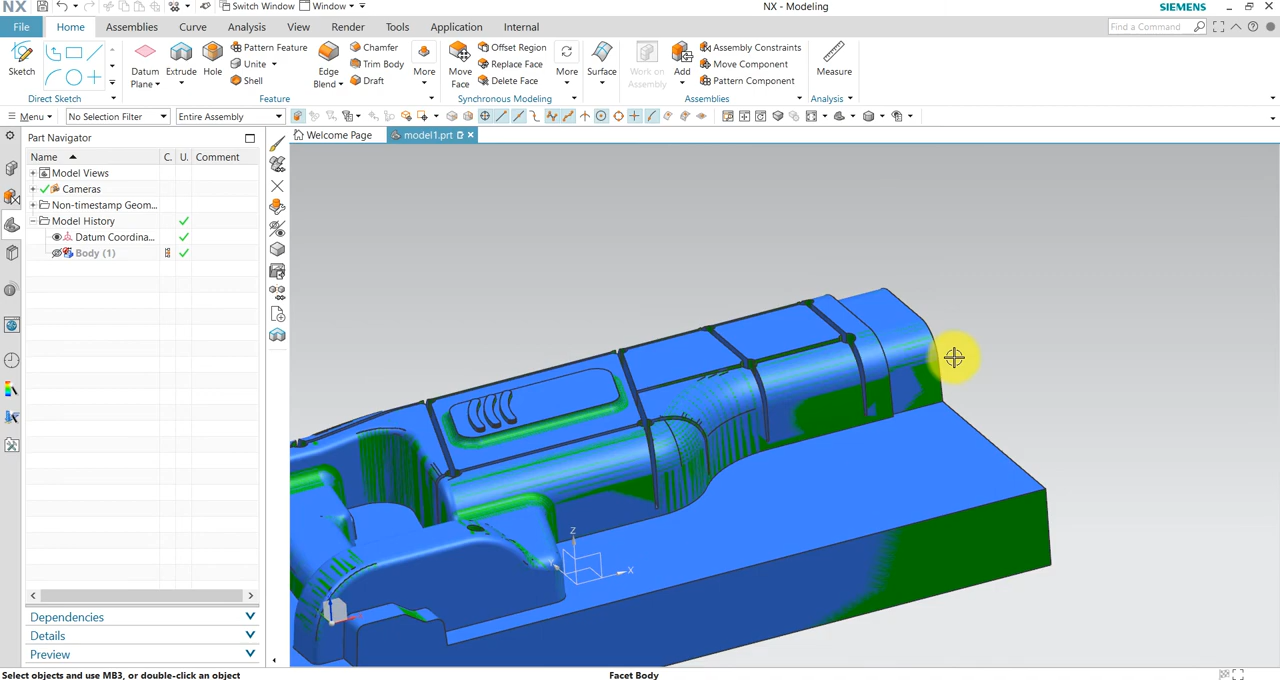 NX Switch Window Window NX - Modeling SIEMENS
File Home Assemblies Curve Analysis View Render Tools Application Internal Find a Command
Sketch
Direct Sketch
Datum Plane Extrude Hole
Pattern Feature
Unite
Shell
Edge Blend
Chamfer
Trim Body
Draft
More
Feature
Move Face
Offset Region
Replace Face
Delete Face
More
Synchronous Modeling
Surface
Work on Assembly
Add
Assembly Constraints
Move Component
Pattern Component
Assemblies
Measure
Analysis
Menu No Selection Filter Entire Assembly
Part Navigator
Welcome Page model1.prt
Name C. U. Comment
Model Views
Cameras
Non-timestamp Geom...
Model History
Datum Coordina...
Body (1)
Z
X
Dependencies
Details
Preview
Select objects and use MB3, or double-click an object Facet Body